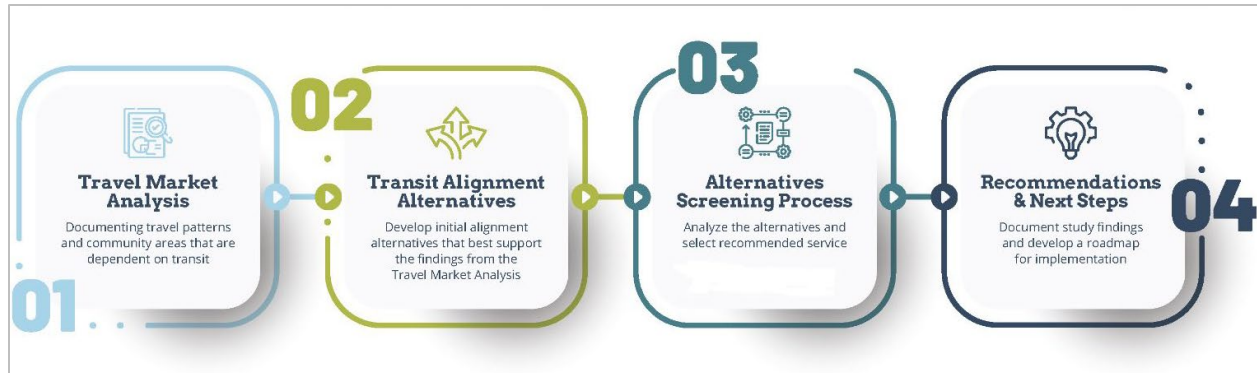 01
Travel Market
Analysis
Documenting travel patterns
and community areas that are
dependent on transit
02
Transit Alignment
Alternatives
Develop initial alignment
alternatives that best support
the findings from the
Travel Market Analysis
03
Alternatives
Screening Process
Analyze the alternatives and
select recommended service
04
Recommendations
& Next Steps
Document study findings
and develop a roadmap
for implementation